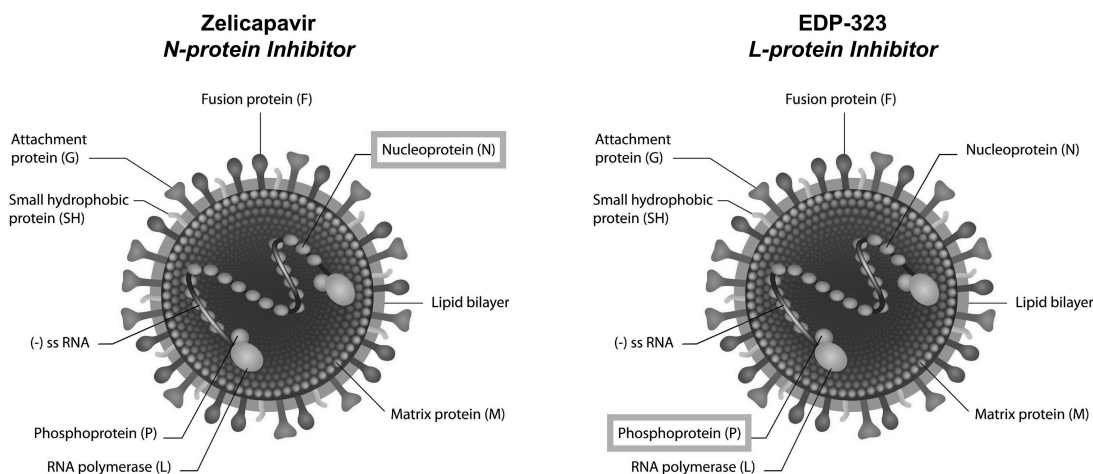 Zelicapavir
N-protein Inhibitor
Fusion protein (F)
Attachment
protein (G)
Nucleoprotein (N)
Small hydrophobic
protein (SH)
Lipid bilayer
(-) ss RNA
Matrix protein (M)
Phosphoprotein (P)
RNA polymerase (L)
EDP-323
L-protein Inhibitor
Fusion protein (F)
Attachment
protein (G)
Nucleoprotein (N)
Small hydrophobic
protein (SH)
Lipid bilayer
(-) ss RNA
Matrix protein (M)
Phosphoprotein (P)
RNA polymerase (L)